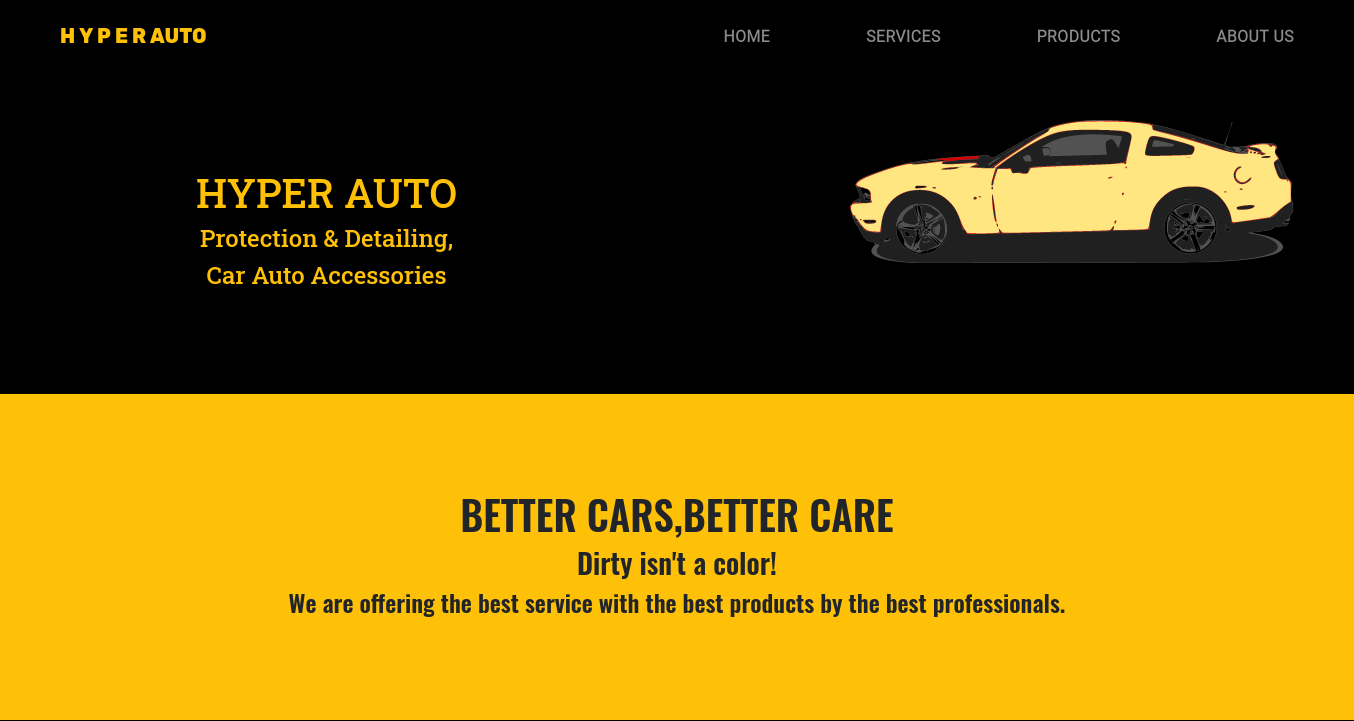 HYPERAUTO
HOME SERVICES PRODUCTS ABOUT US
HYPER AUTO
Protection & Detailing,
Car Auto Accessories
BETTER CARS,BETTER CARE
Dirty isn't a color!
We are offering the best service with the best products by the best professionals.